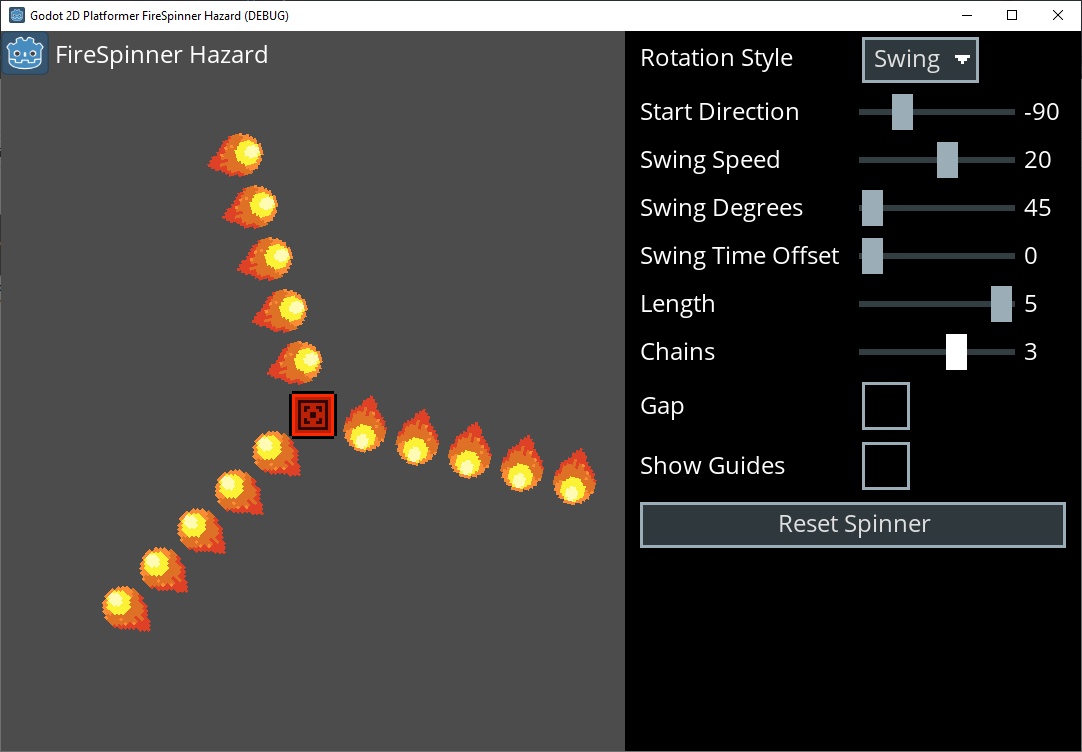 Godot 2D Platformer FireSpinner Hazard (DEBUG)
FireSpinner Hazard
Rotation Style Swing
Start Direction -90
Swing Speed 20
Swing Degrees 45
Swing Time Offset 0
Length 5
Chains 3
Gap
Show Guides
Reset Spinner